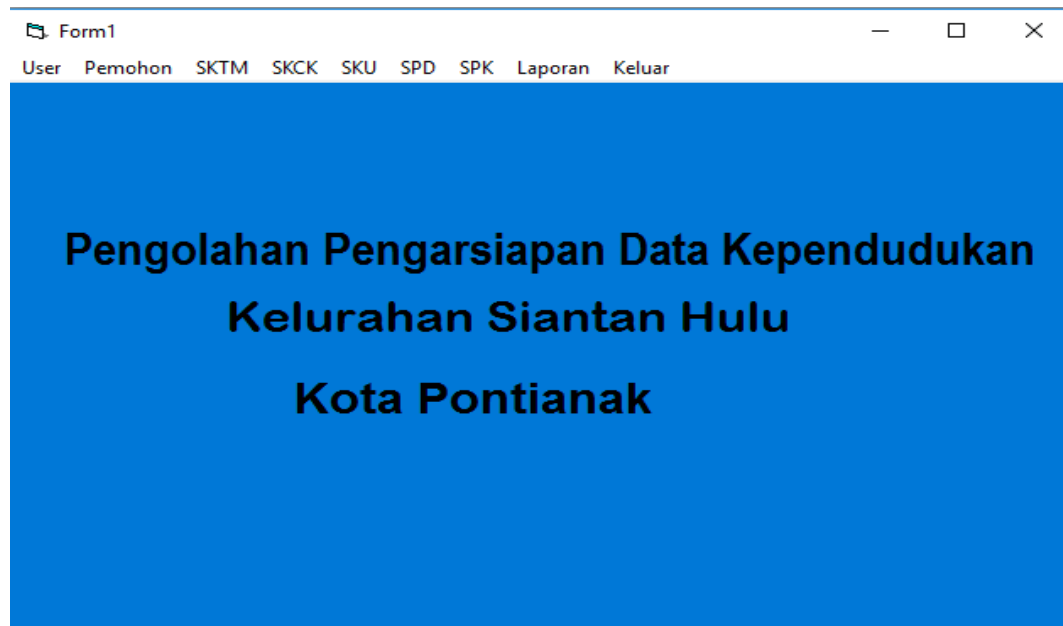 Form1
User Pemohon SKTM SKCK SKU SPD SPK Laporan Keluar
Pengolahan Pengarsiapan Data Kependudukan
Kelurahan Siantan Hulu
Kota Pontianak